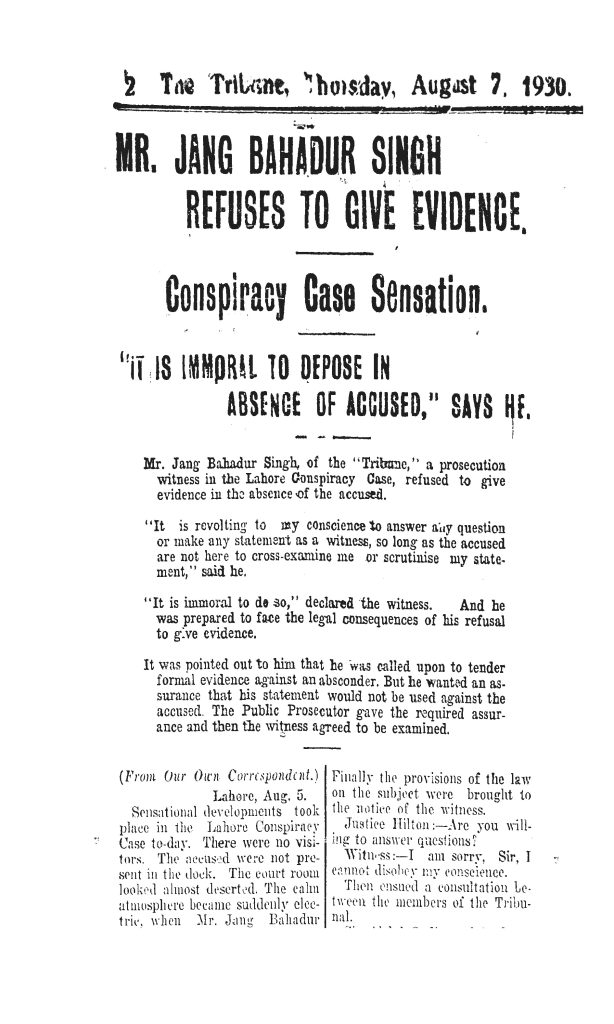 2 The Tribune, Thursday, August 7, 1930.
MR. JANG BAHADUR SINGH
REFUSES TO GIVE EVIDENCE.
Conspiracy Case Sensation.
"IT IS IMMORAL TO DEPOSE IN
ABSENCE OF ACCUSED," SAYS HE.
Mr. Jang Bahadur Singh, of the "Tribune," a prosecution
witness in the Lahore Conspiracy Case, refused to give
evidence in the absence of the accused.
"It is revolting to my conscience to answer any question
or make any statement as a witness, so long as the accused
are not here to cross-examine me or scrutinise my state-
ment," said he.
"It is immoral to do so," declared the witness. And he
was prepared to face the legal consequences of his refusal
to give evidence.
It was pointed out to him that he was called upon to tender
formal evidence against an absconder. But he wanted an as-
surance that his statement would not be used against the
accused. The Public Prosecutor gave the required assur-
ance and then the witness agreed to be examined.
(From Our Own Correspondent.)
Lahore, Aug. 5.
Sensational developments took
place in the Lahore Conspiracy
Case to-day. There were no visi-
tors. The accused were not pre-
sent in the dock. The court room
looked almost deserted. The calm
atmosphere became suddenly elec-
tric, when Mr. Jang Bahadur
Finally the provisions of the law
on the subject were brought to
the notice of the witness.
Justice Hilton:—Are you will-
ing to answer questions?
Witness:—I am sorry, Sir, I
cannot disobey my conscience.
Then ensued a consultation be-
tween the members of the Tribu-
nal.